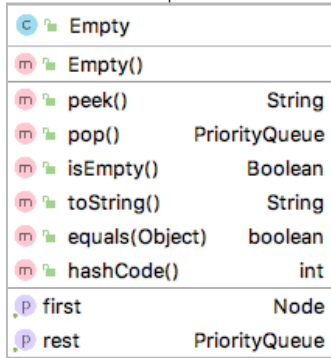 C Empty
m Empty()
m peek() String
m pop() PriorityQueue
m isEmpty() Boolean
m toString() String
m equals(Object) boolean
m hashCode() int
p first Node
p rest PriorityQueue